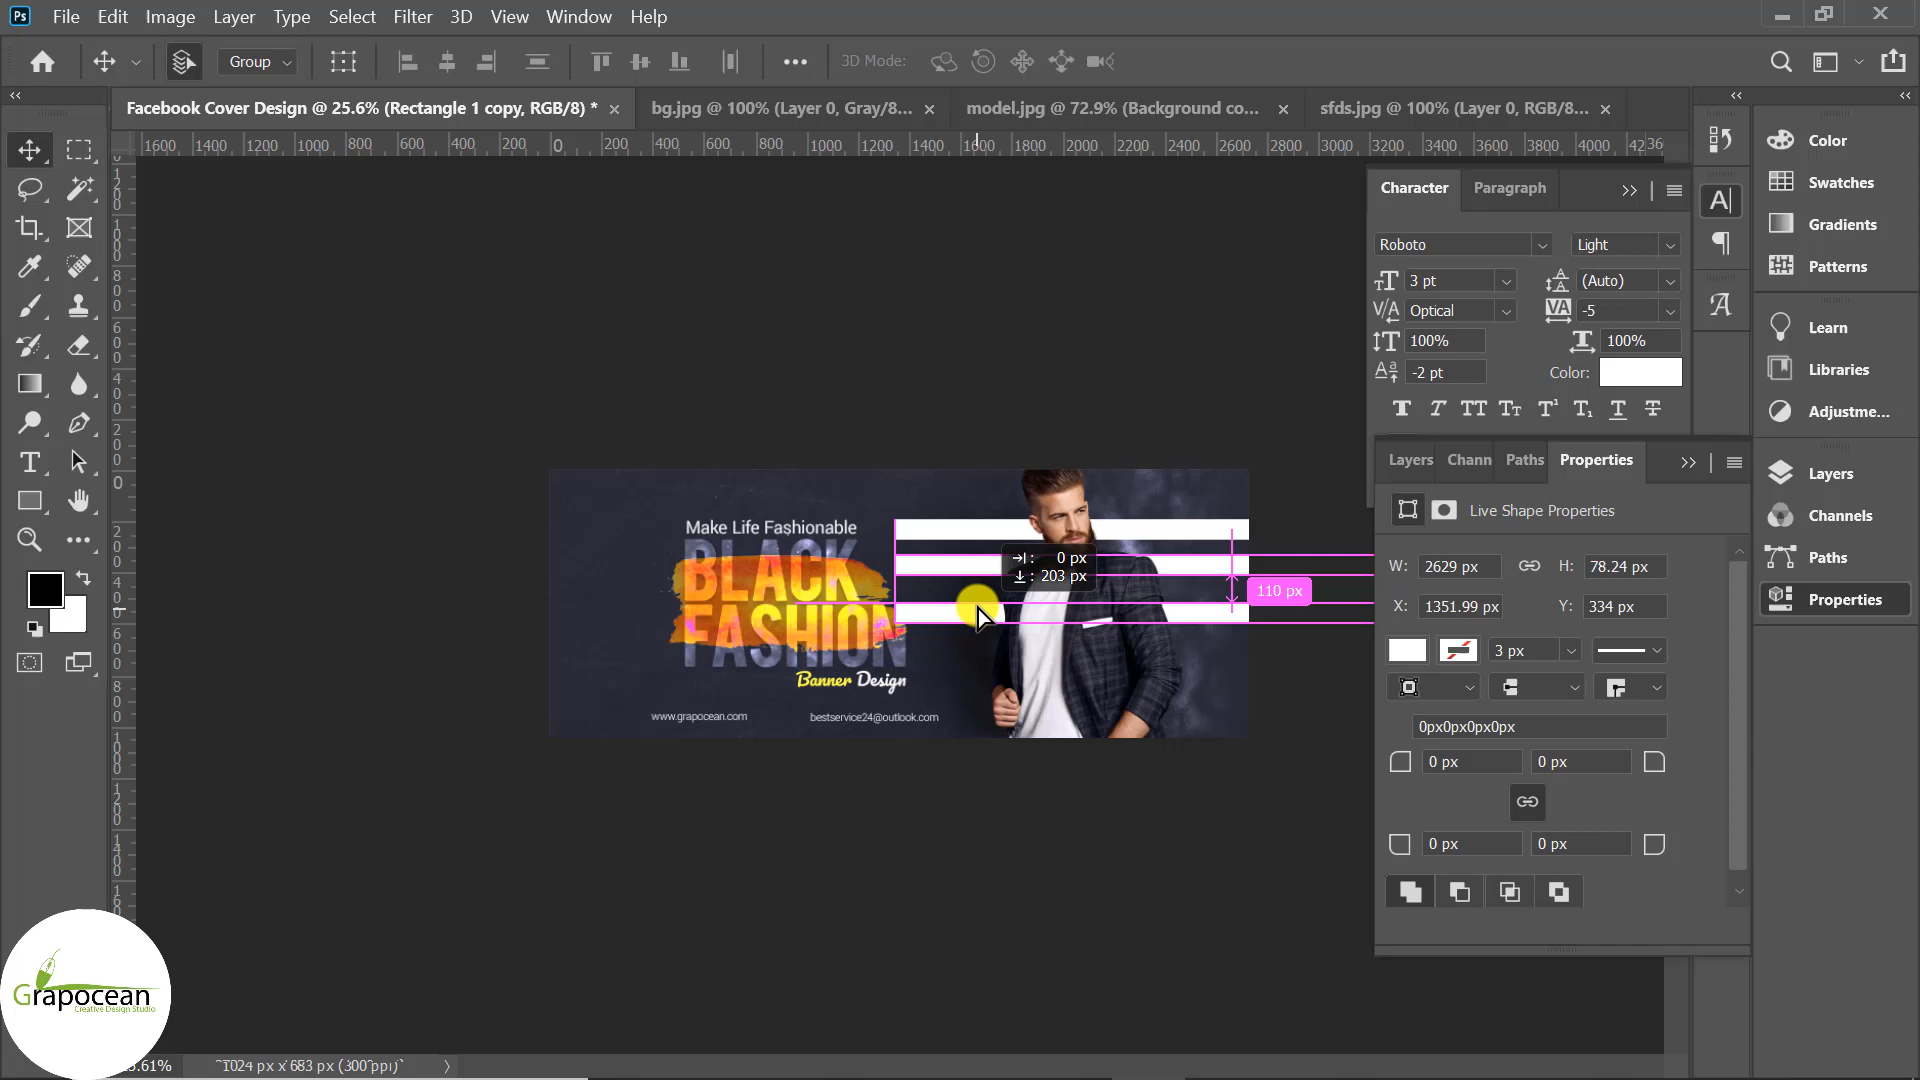 Ps File Edit Image Layer Type Select Filter 3D View Window Help
Group 3D Mode:
Facebook Cover Design @ 25.6% (Rectangle 1 copy, RGB/8) * × bg.jpg @ 100% (Layer 0, Gray/8... × model.jpg @ 72.9% (Background co... × sfds.jpg @ 100% (Layer 0, RGB/8... ×
1600 1400 1200 1000 800 600 400 200 0 200 400 600 800 1000 1200 1400 1600 1800 2000 2200 2400 2600 2800 3000 3200 3400 3600 3800 4000
Character Paragraph
Roboto Light
3 pt (Auto)
Optical -5
100% 100%
-2 pt Color:
Color
Swatches
Gradients
Patterns
Learn
Libraries
Adjustme...
Layers
Channels
Paths
Properties
Layers Chann Paths Properties
Live Shape Properties
W: 2629 px H: 78.24 px
X: 1351.99 px Y: 334 px
3 px
0px0px0px0px
0 px 0 px
0 px 0 px
Make Life Fashionable
BLACK
FASHION
Banner Design
www.grapocean.com bestservice24@outlook.com
: 0 px
: 203 px
110 px
Grapocean
Creative Design Studio
1024 px x 683 px (300 ppi)